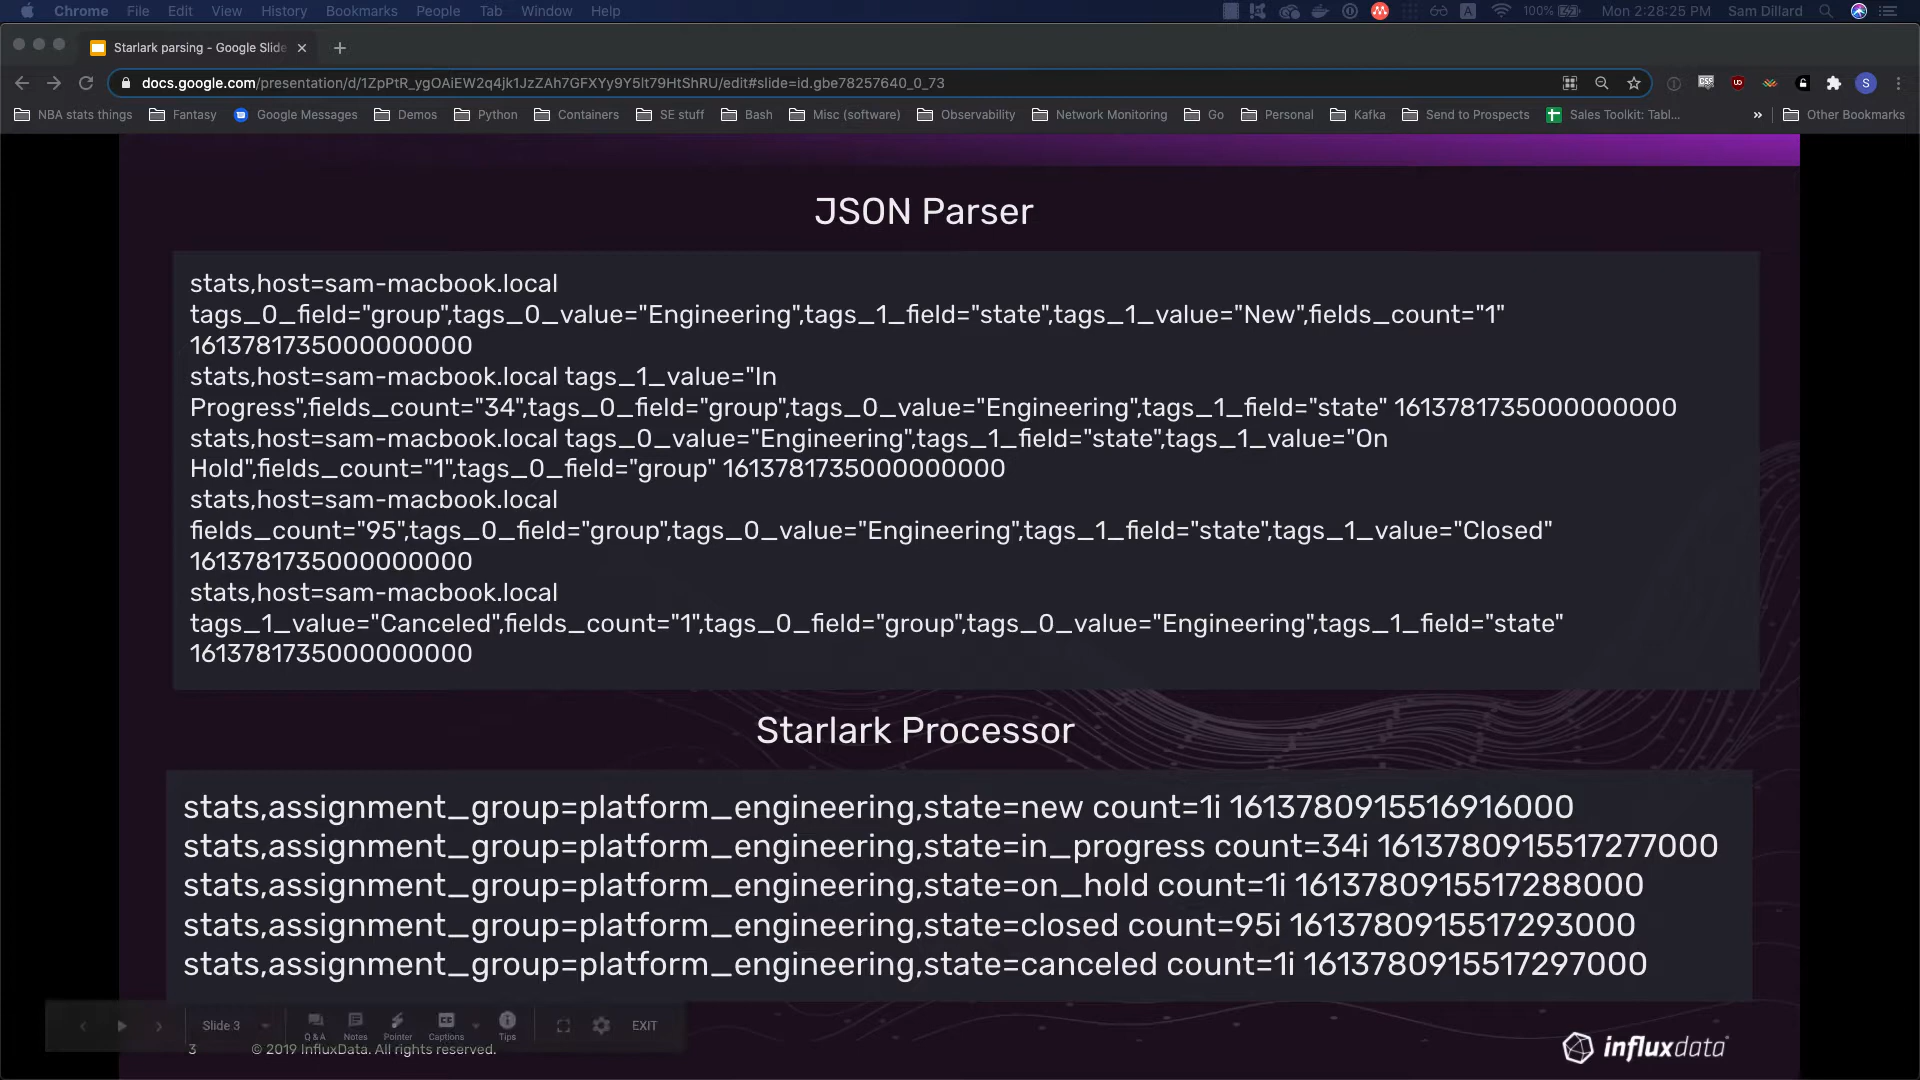 Chrome File Edit View History Bookmarks People Tab Window Help 100% Mon 2:28:25 PM Sam Dillard
Starlark parsing - Google Slide
docs.google.com/presentation/d/1ZpPtR_ygOAiEW2q4jk1JzZAh7GFXYy9Y5lt79HtShRU/edit#slide=id.gbe78257640_0_73
NBA stats things Fantasy Google Messages Demos Python Containers SE stuff Bash Misc (software) Observability Network Monitoring Go Personal Kafka Send to Prospects Sales Toolkit: Tabl... » Other Bookmarks
JSON Parser
stats,host=sam-macbook.local
tags_0_field="group",tags_0_value="Engineering",tags_1_field="state",tags_1_value="New",fields_count="1"
1613781735000000000
stats,host=sam-macbook.local tags_1_value="In
Progress",fields_count="34",tags_0_field="group",tags_0_value="Engineering",tags_1_field="state" 1613781735000000000
stats,host=sam-macbook.local tags_0_value="Engineering",tags_1_field="state",tags_1_value="On
Hold",fields_count="1",tags_0_field="group" 1613781735000000000
stats,host=sam-macbook.local
fields_count="95",tags_0_field="group",tags_0_value="Engineering",tags_1_field="state",tags_1_value="Closed"
1613781735000000000
stats,host=sam-macbook.local
tags_1_value="Canceled",fields_count="1",tags_0_field="group",tags_0_value="Engineering",tags_1_field="state"
1613781735000000000
Starlark Processor
stats,assignment_group=platform_engineering,state=new count=1i 1613780915516916000
stats,assignment_group=platform_engineering,state=in_progress count=34i 1613780915517277000
stats,assignment_group=platform_engineering,state=on_hold count=1i 1613780915517288000
stats,assignment_group=platform_engineering,state=closed count=95i 1613780915517293000
stats,assignment_group=platform_engineering,state=canceled count=1i 1613780915517297000
Slide 3 Q & A Notes Pointer Captions Tips EXIT
3 © 2019 InfluxData. All rights reserved.
influxdata